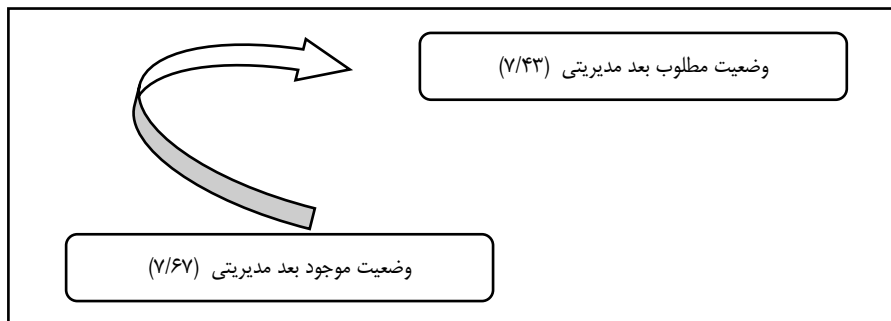 وضعیت مطلوب بعد مدیریتی (۷/۴۳)
وضعیت موجود بعد مدیریتی (۷/۶۷)